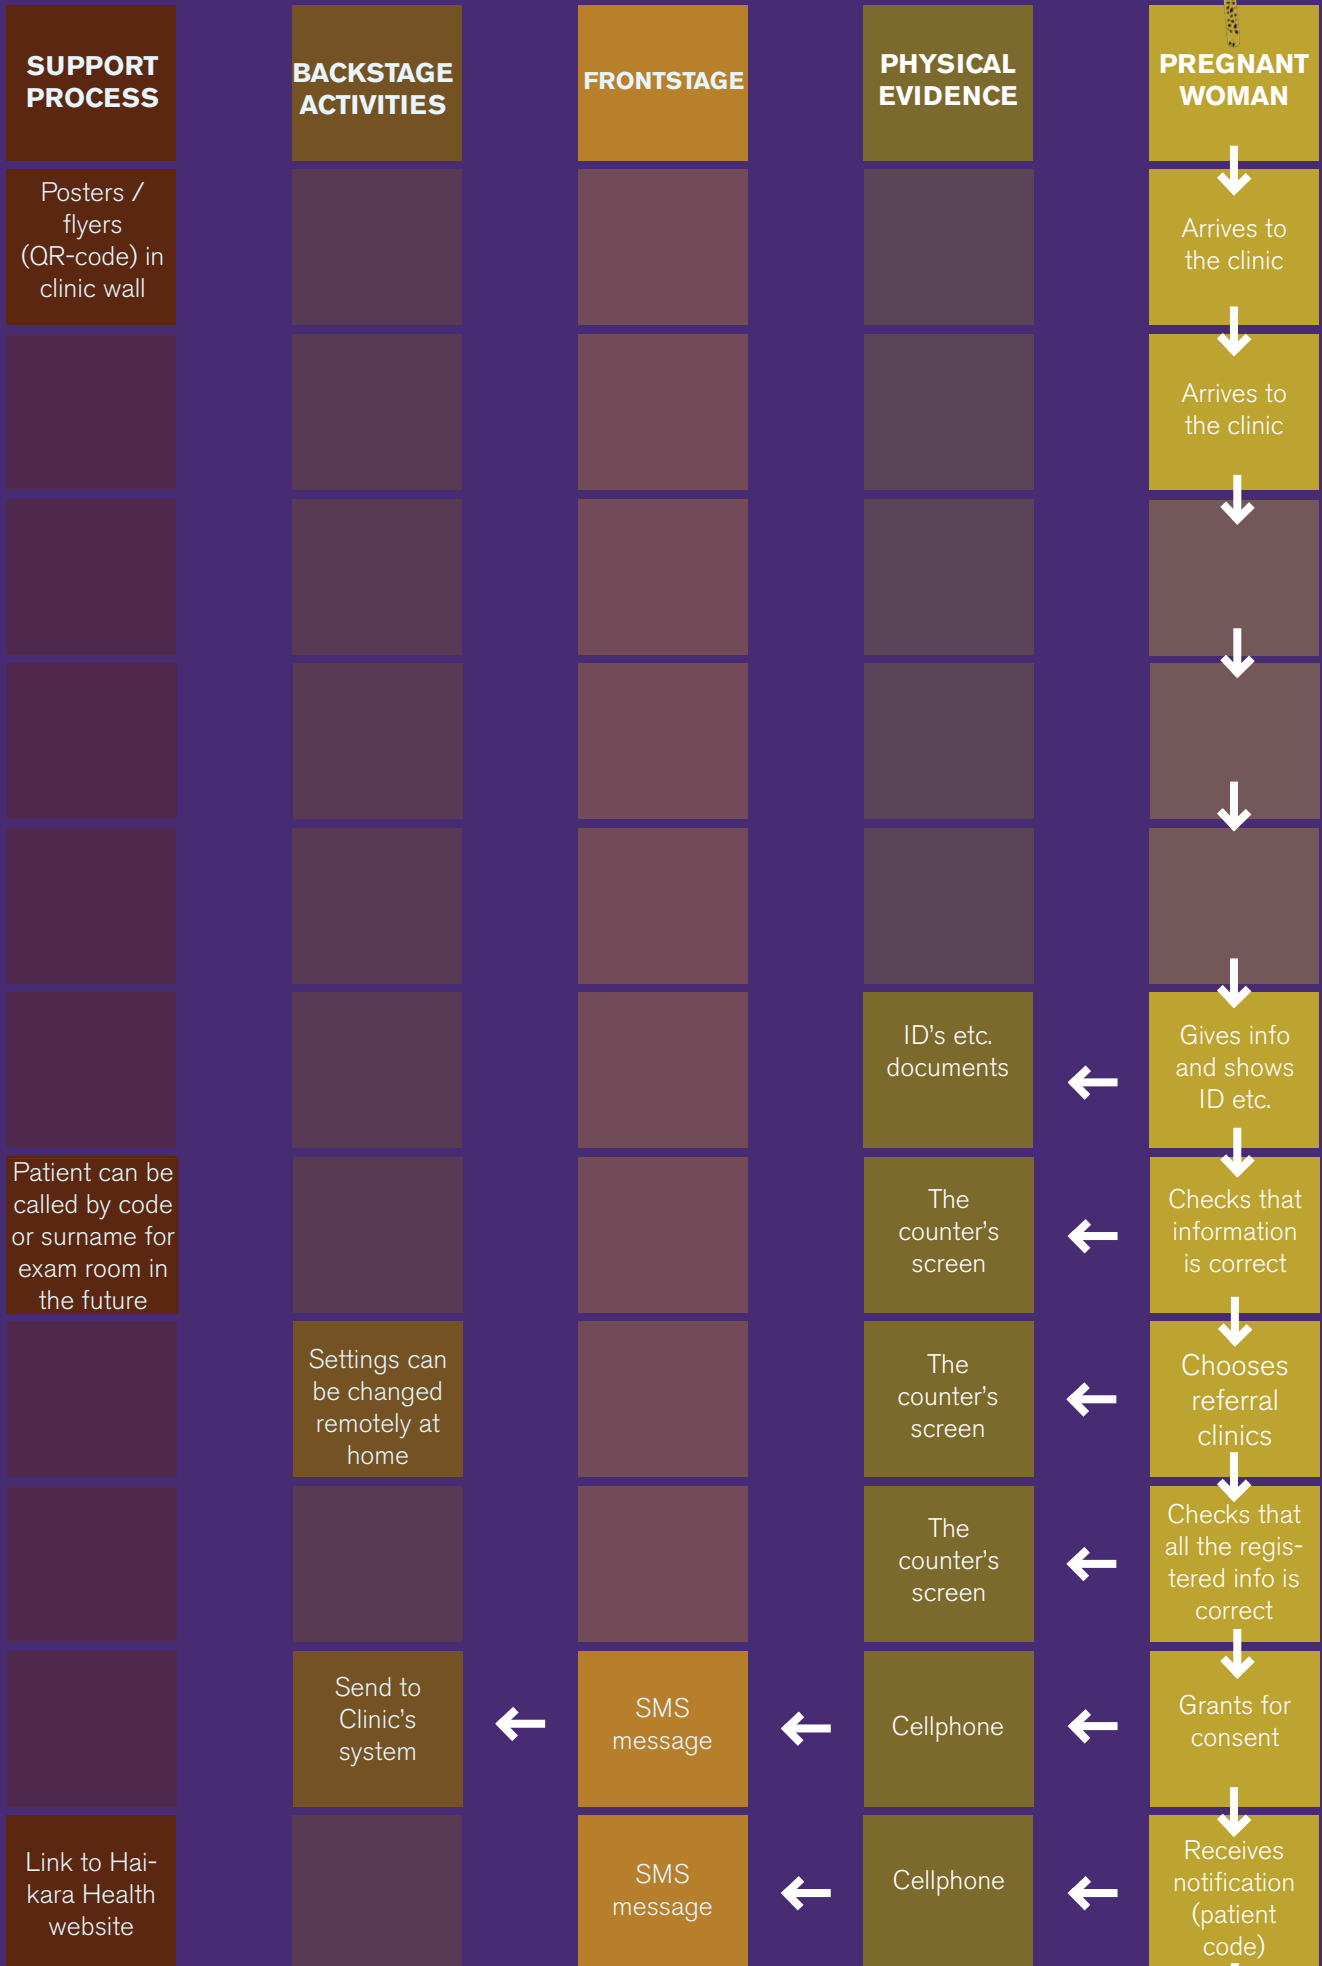 SUPPORT
PROCESS
BACKSTAGE
ACTIVITIES
FRONTSTAGE
PHYSICAL
EVIDENCE
PREGNANT
WOMAN
Posters /
flyers
(QR-code) in
clinic wall
Arrives to
the clinic
Arrives to
the clinic
ID's etc.
documents
Gives info
and shows
ID etc.
Patient can be
called by code
or surname for
exam room in
the future
The
counter's
screen
Checks that
information
is correct
Settings can
be changed
remotely at
home
The
counter's
screen
Chooses
referral
clinics
The
counter's
screen
Checks that
all the regis-
tered info is
correct
Send to
Clinic's
system
SMS
message
Cellphone
Grants for
consent
Link to Hai-
kara Health
website
SMS
message
Cellphone
Receives
notification
(patient
code)